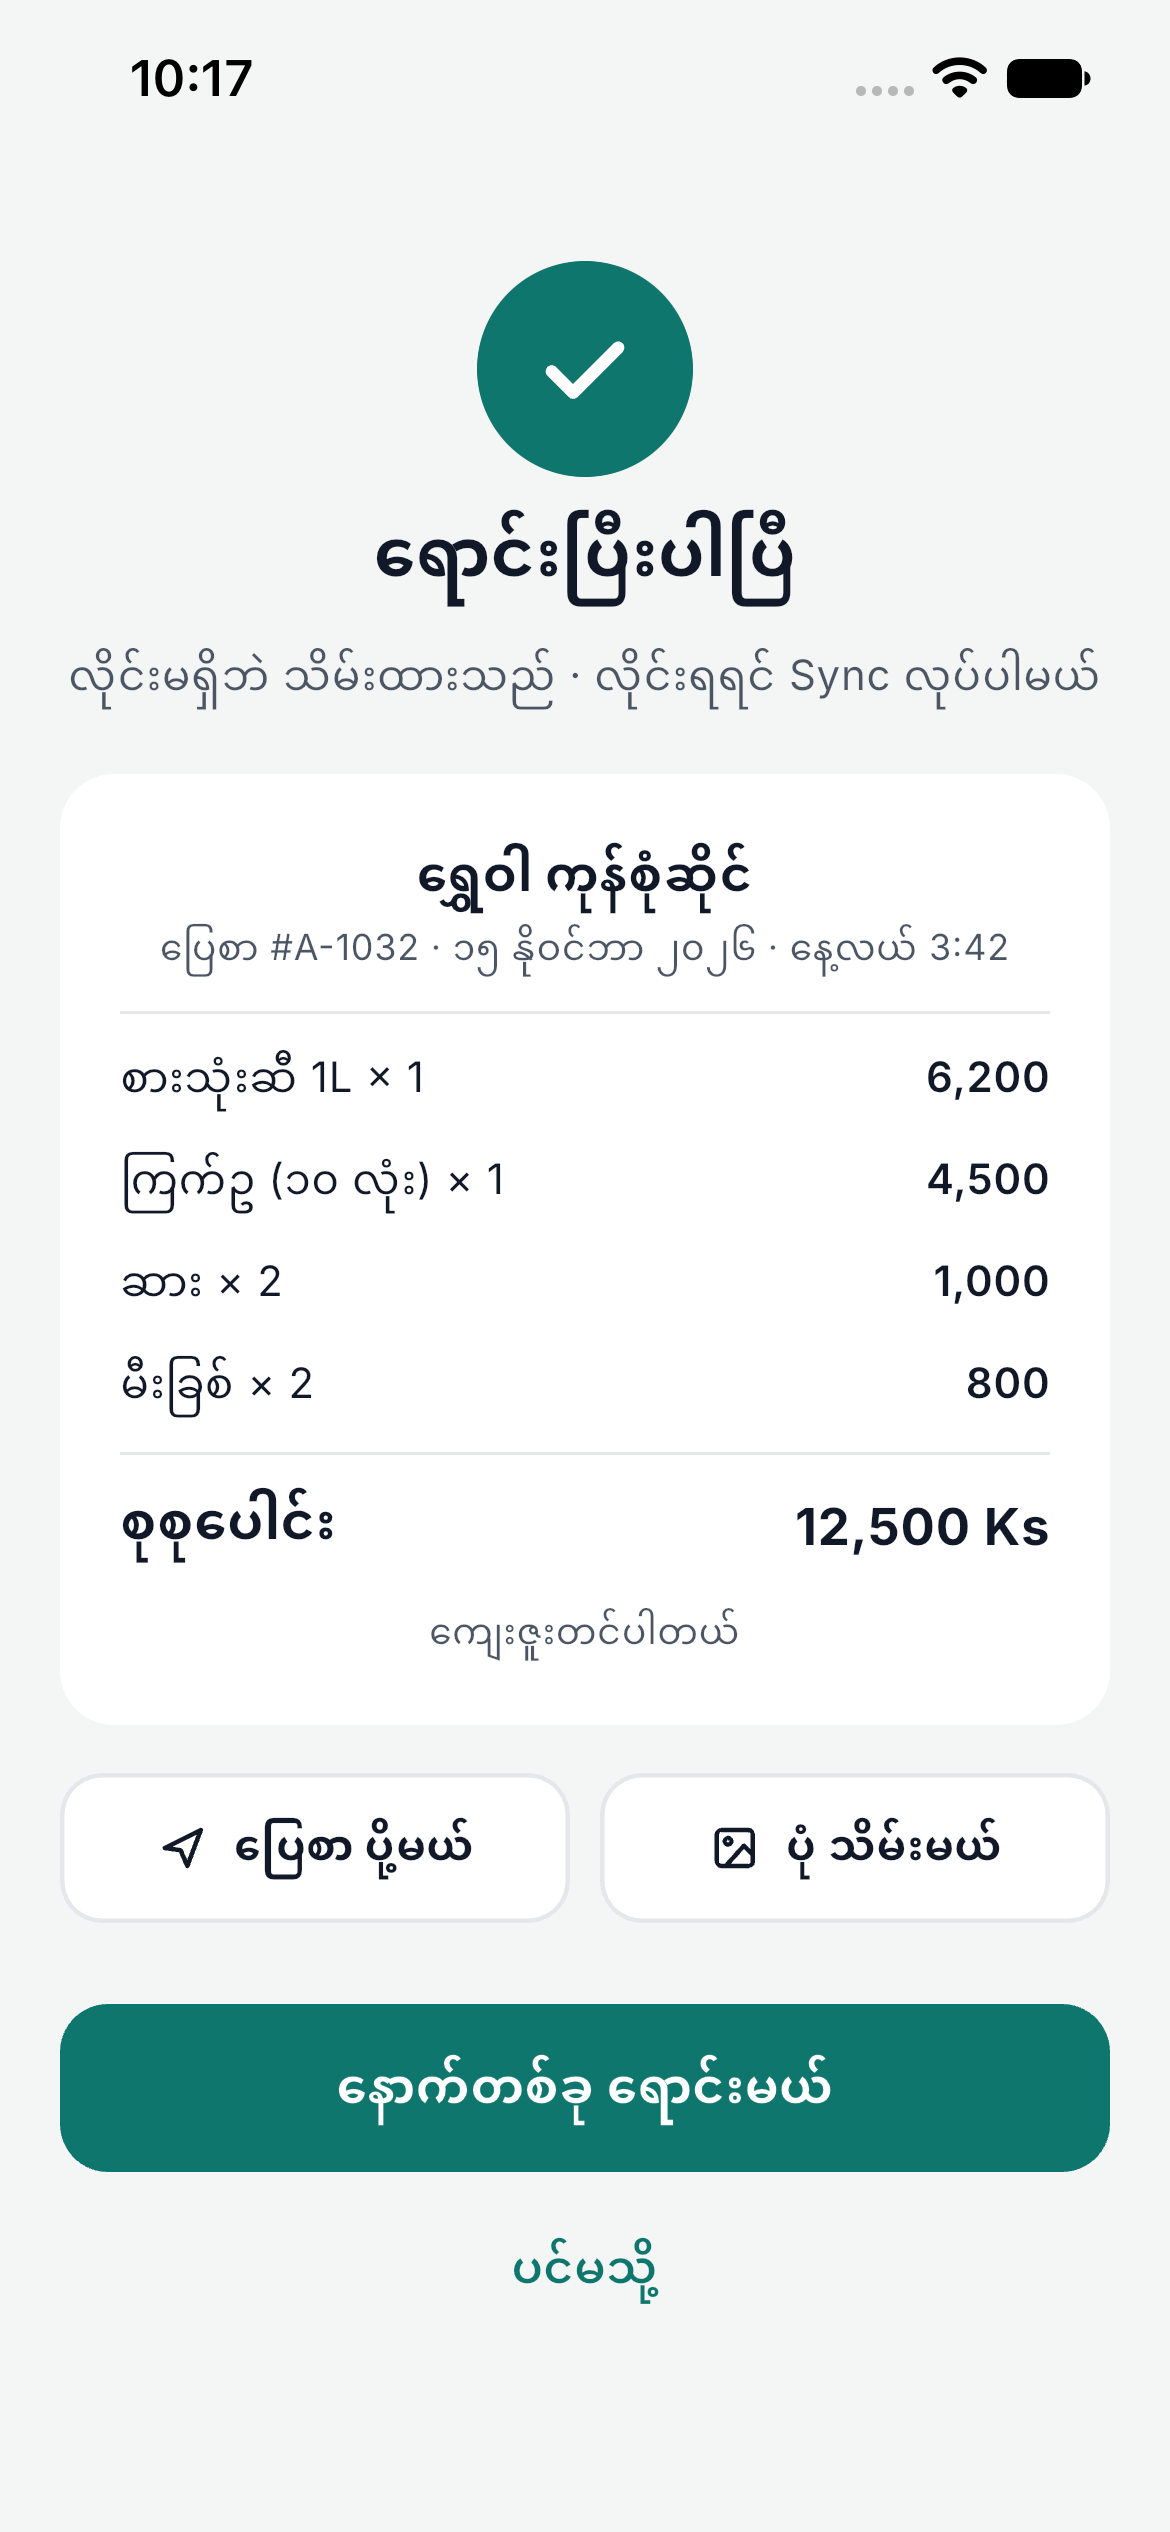 10:17
ရောင်းပြီးပါပြီ
လိုင်းမရှိဘဲ သိမ်းထားသည် · လိုင်းရရင် Sync လုပ်ပါမယ်
ရွှေဝါ ကုန်စုံဆိုင်
ပြေစာ #A-1032 · ၁၅ နိုဝင်ဘာ ၂၀၂၆ · နေ့လယ် 3:42
စားသုံးဆီ 1L × 1 6,200
ကြက်ဥ (၁၀ လုံး) × 1 4,500
ဆား × 2 1,000
မီးခြစ် × 2 800
စုစုပေါင်း 12,500 Ks
ကျေးဇူးတင်ပါတယ်
ပြေစာ ပို့မယ် ပုံ သိမ်းမယ်
နောက်တစ်ခု ရောင်းမယ်
ပင်မသို့